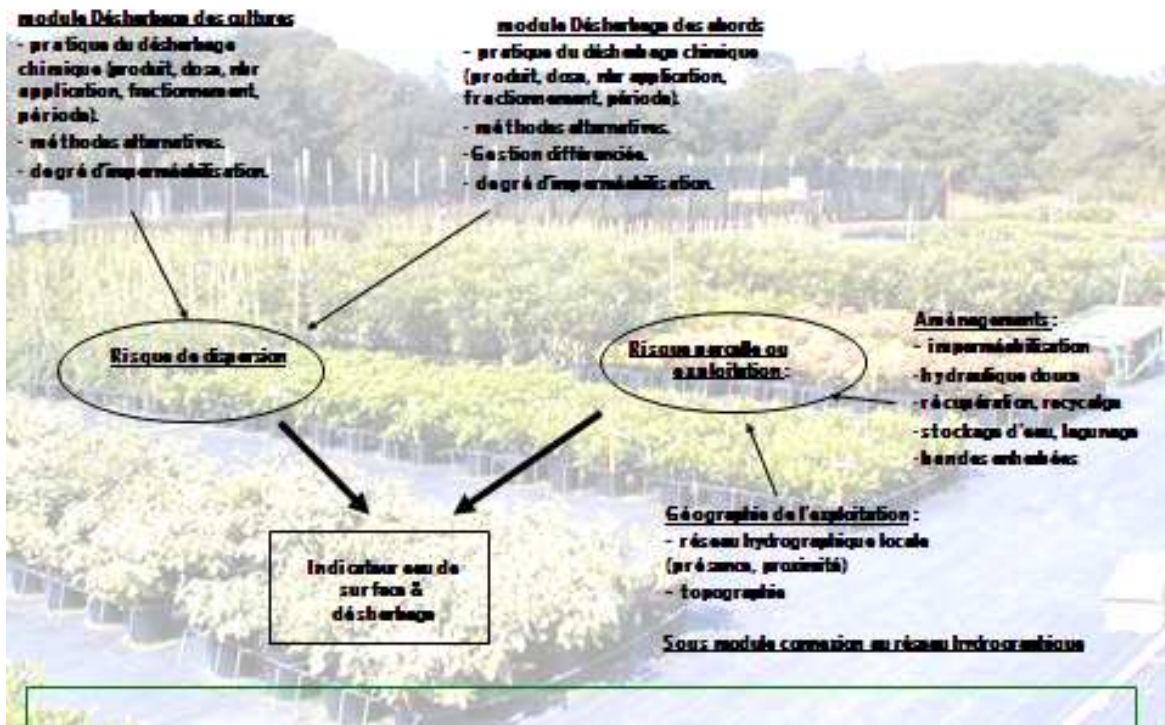 module Désherbage des cultures
- pratique du désherbage
chimique (produit, dose, nbr
application, fractionnement,
période).
- méthodes alternatives.
- degré d'imperméabilisation.
module Désherbage des abords
- pratique du désherbage chimique
(produit, dose, nbr application,
fractionnement, période).
- méthodes alternatives.
-Gestion différenciée.
- degré d'imperméabilisation.
Risque de dispersion
Risque parcelle ou
exploitation :
Aménagements :
- imperméabilisation
-hydraulique douce
-récupération, recyclage
-stockage d'eau, lagunage
-bandes enherbées
Géographie de l'exploitation :
- réseau hydrographique locale
(présence, proximité)
- topographie
Indicateur eau de
surface &
désherbage
Sous module connexion au réseau hydrographique